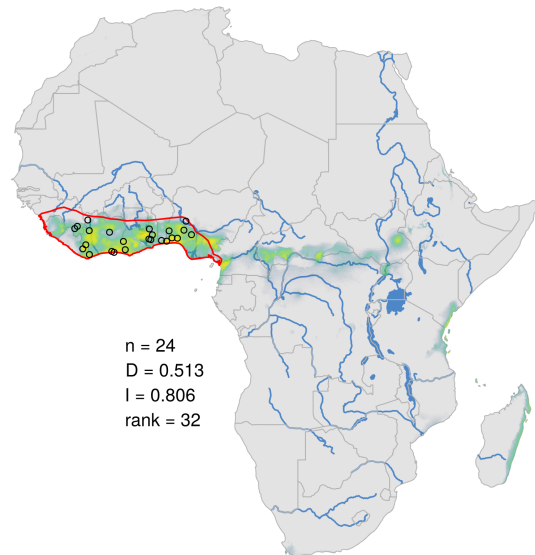 n = 24
D = 0.513
I = 0.806
rank = 32